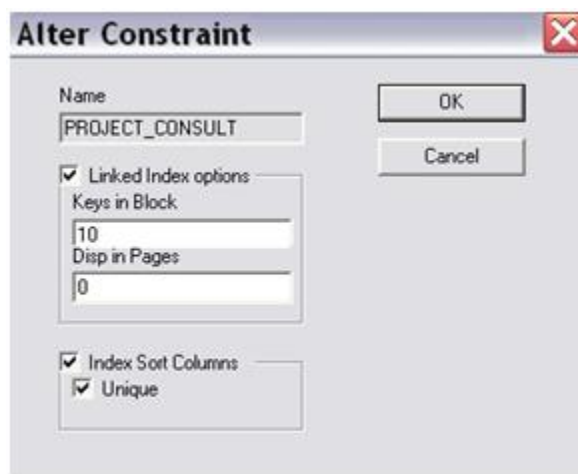 Alter Constraint
Name
PROJECT_CONSULT
OK
Cancel
Linked Index options
Keys in Block
10
Disp in Pages
0
Index Sort Columns
Unique